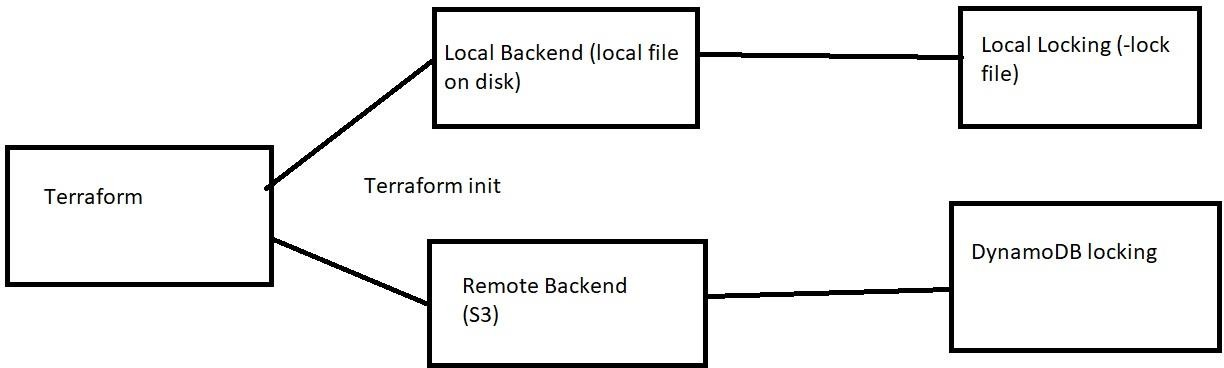 Local Backend (local file
on disk)
Local Locking (-lock
file)
Terraform
Terraform init
Remote Backend
(S3)
DynamoDB locking